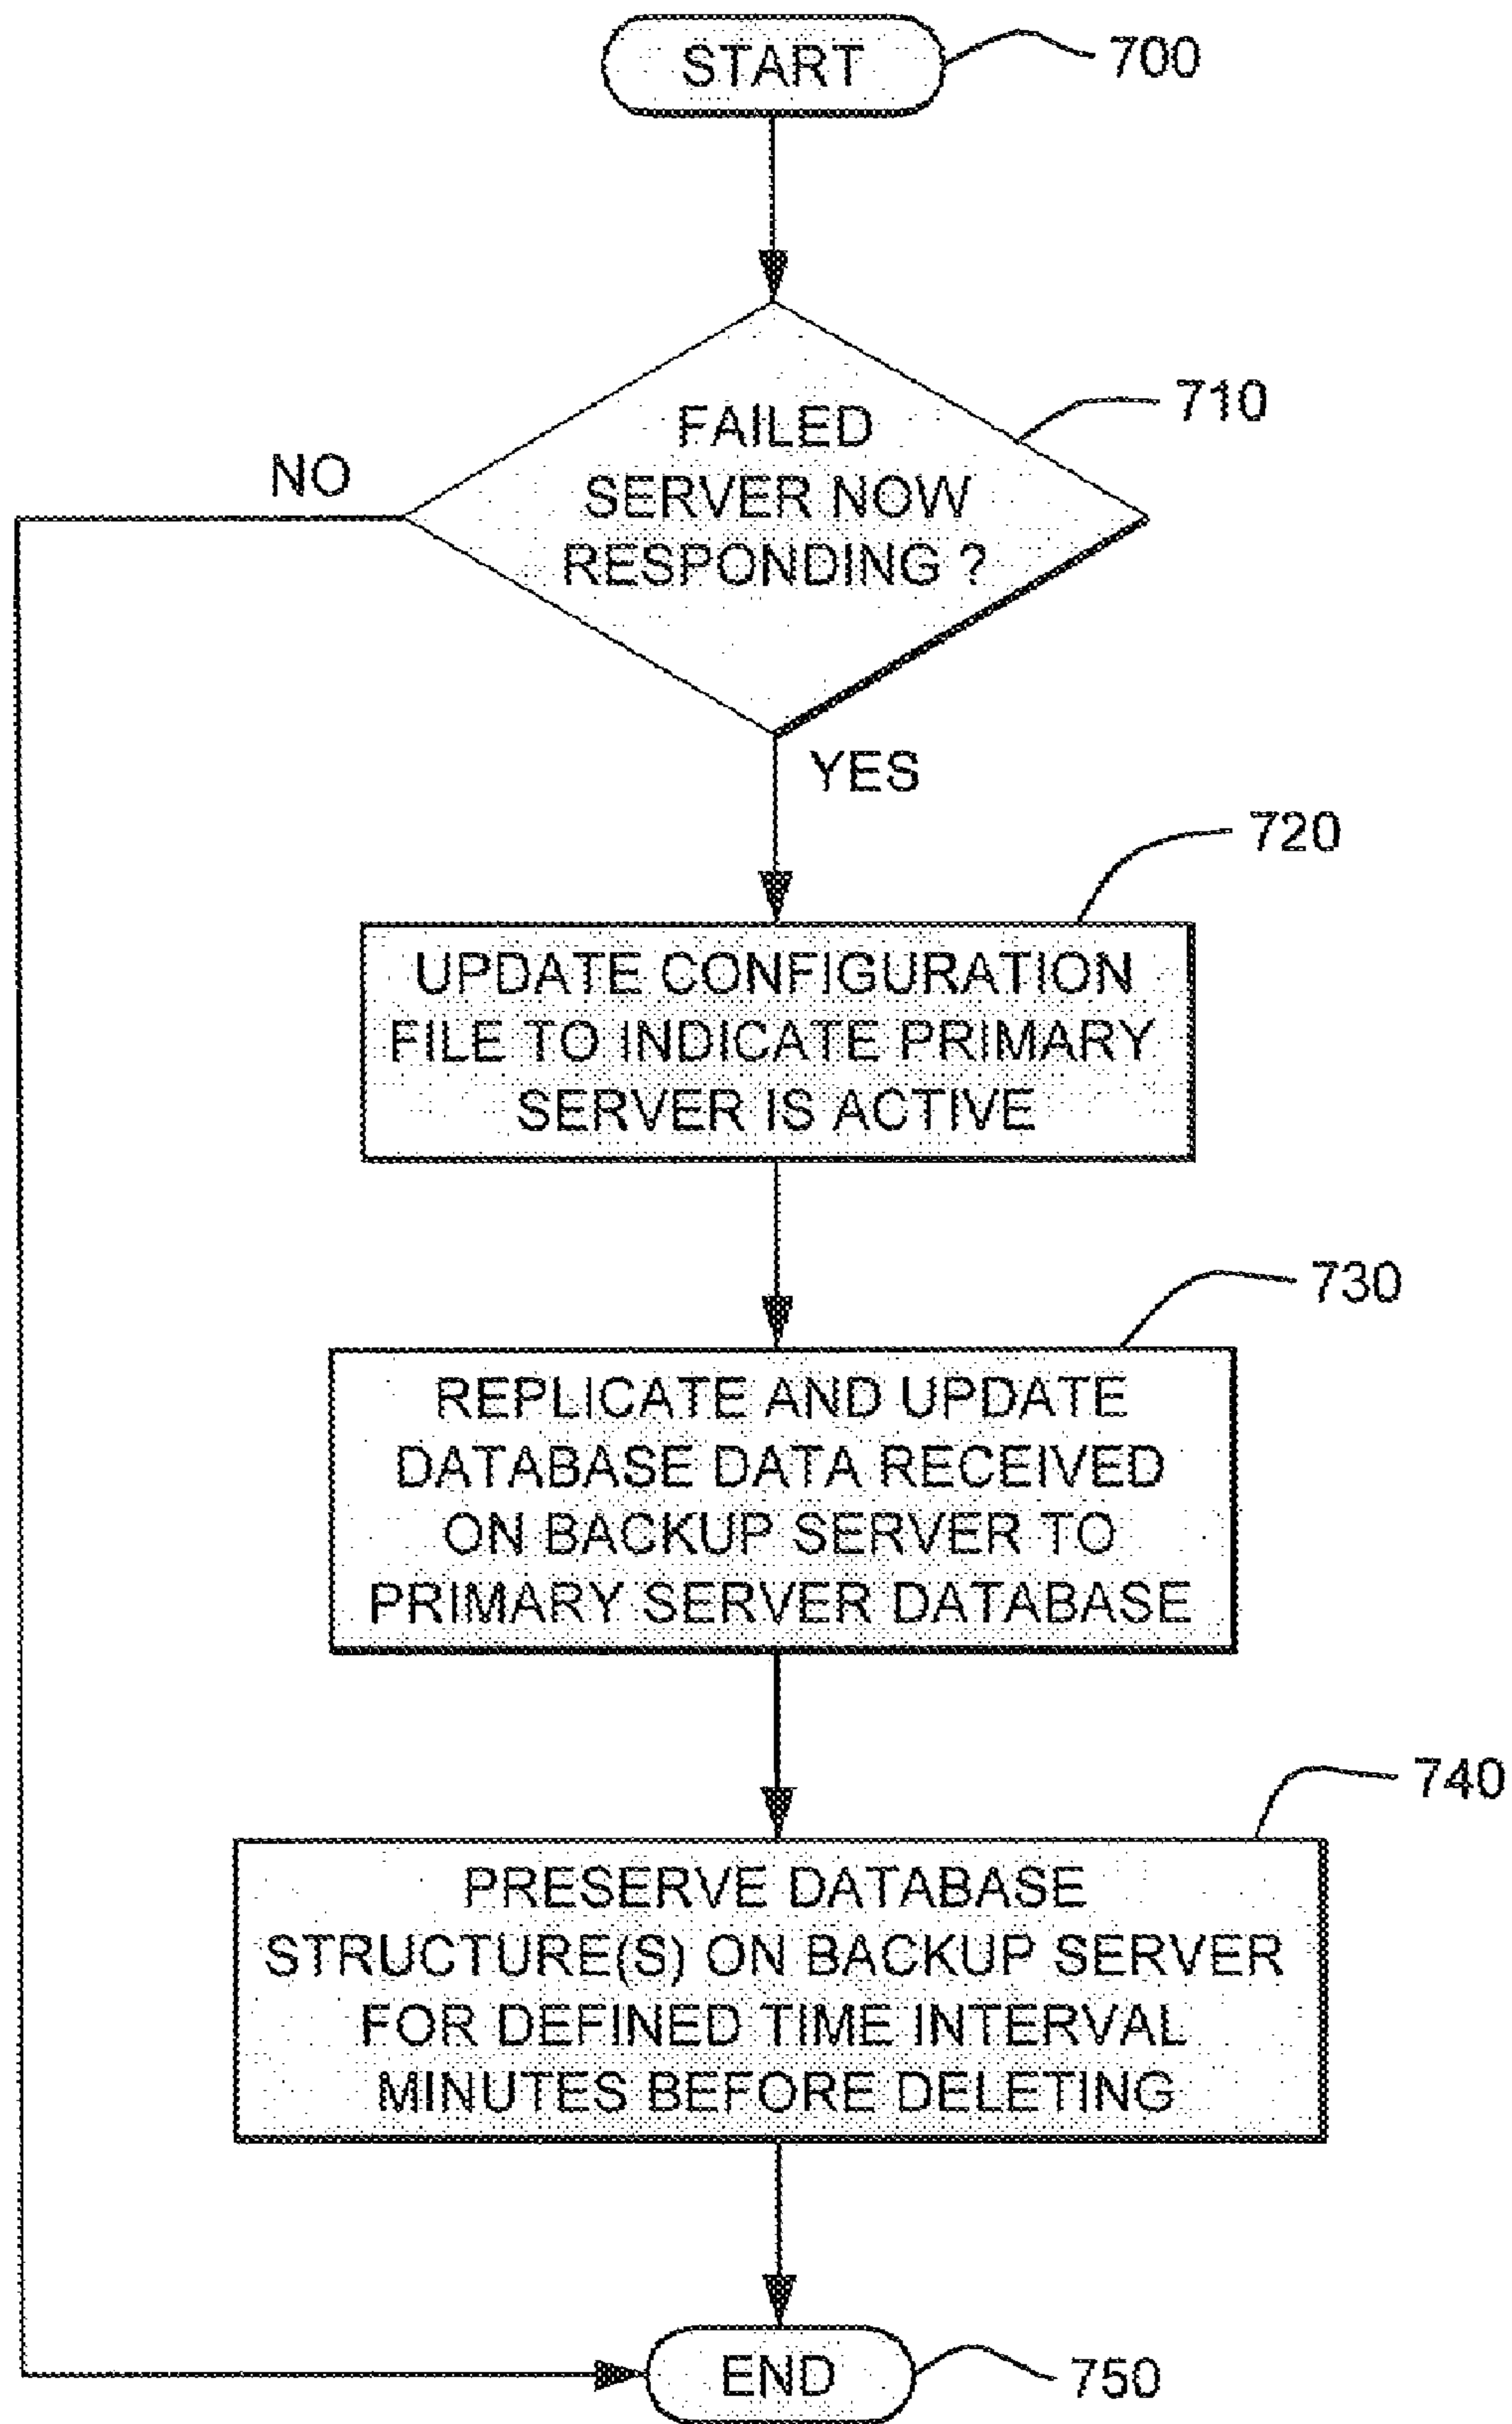 START
700
FAILED
SERVER NOW
RESPONDING ?
710
NO
YES
720
UPDATE CONFIGURATION
FILE TO INDICATE PRIMARY
SERVER IS ACTIVE
730
REPLICATE AND UPDATE
DATABASE DATA RECEIVED
ON BACKUP SERVER TO
PRIMARY SERVER DATABASE
740
PRESERVE DATABASE
STRUCTURE(S) ON BACKUP SERVER
FOR DEFINED TIME INTERVAL
MINUTES BEFORE DELETING
END
750